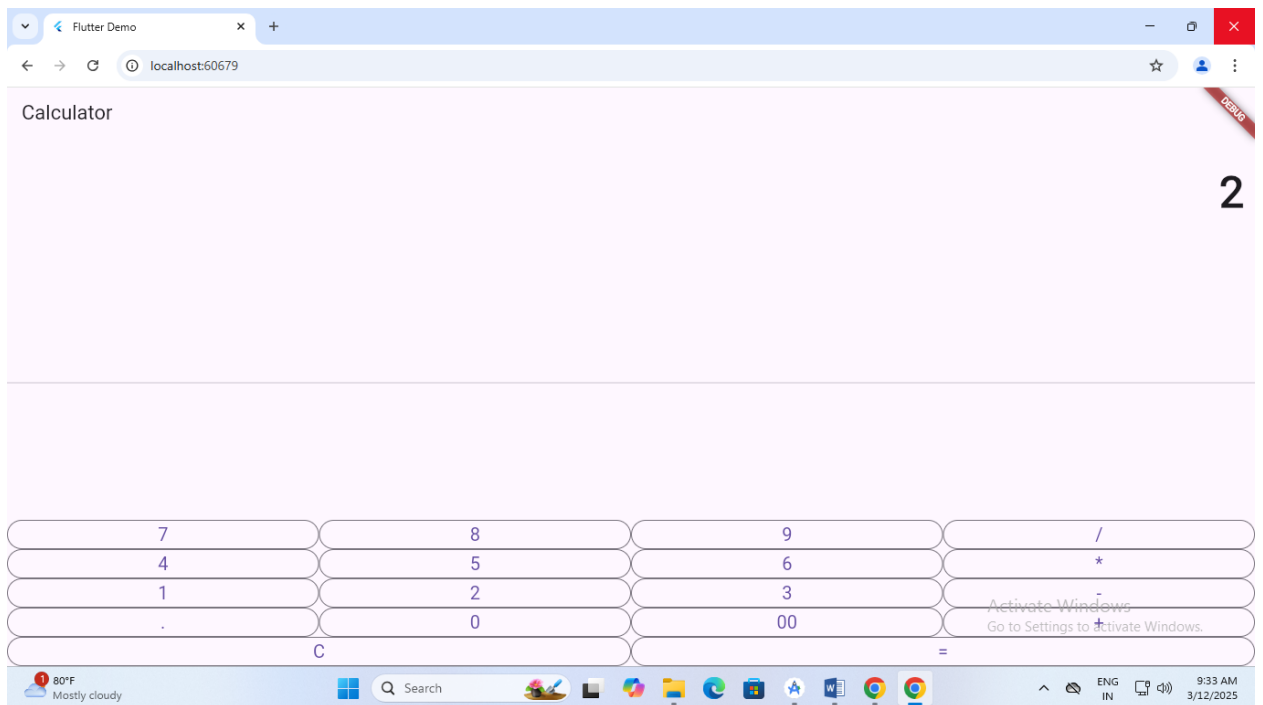 Flutter Demo
localhost:60679
Calculator
DEBUG
2
7 8 9 /
4 5 6 *
1 2 3 -
. 0 00 +
C =
Activate Windows
Go to Settings to activate Windows.
1
80°F
Mostly cloudy
Search
W
ENG
IN
9:33 AM
3/12/2025